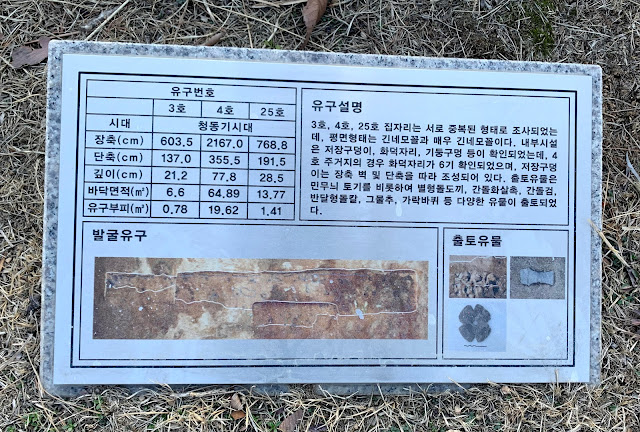 유구번호
3호 4호 25호
시대 청동기시대
장축(cm) 603.5 2167.0 768.8
단축(cm) 137.0 355.5 191.5
깊이(cm) 21.2 77.8 28.5
바닥면적(㎡) 6.6 64.89 13.77
유구부피(㎥) 0.78 19.62 1.41
유구설명
3호, 4호, 25호 집자리는 서로 중복된 형태로 조사되었는
데, 평면형태는 긴네모꼴과 매우 긴네모꼴이다. 내부시설
은 저장구덩이, 화덕자리, 기둥구멍 등이 확인되었는데, 4
호 주거지의 경우 화덕자리가 6기 확인되었으며, 저장구덩
이는 장축 벽 및 단축을 따라 조성되어 있다. 출토유물은
민무늬 토기를 비롯하여 별형돌도끼, 간돌화살촉, 간돌검,
반달형돌칼, 그물추, 가락바퀴 등 다양한 유물이 출토되었
다.
발굴유구
출토유물